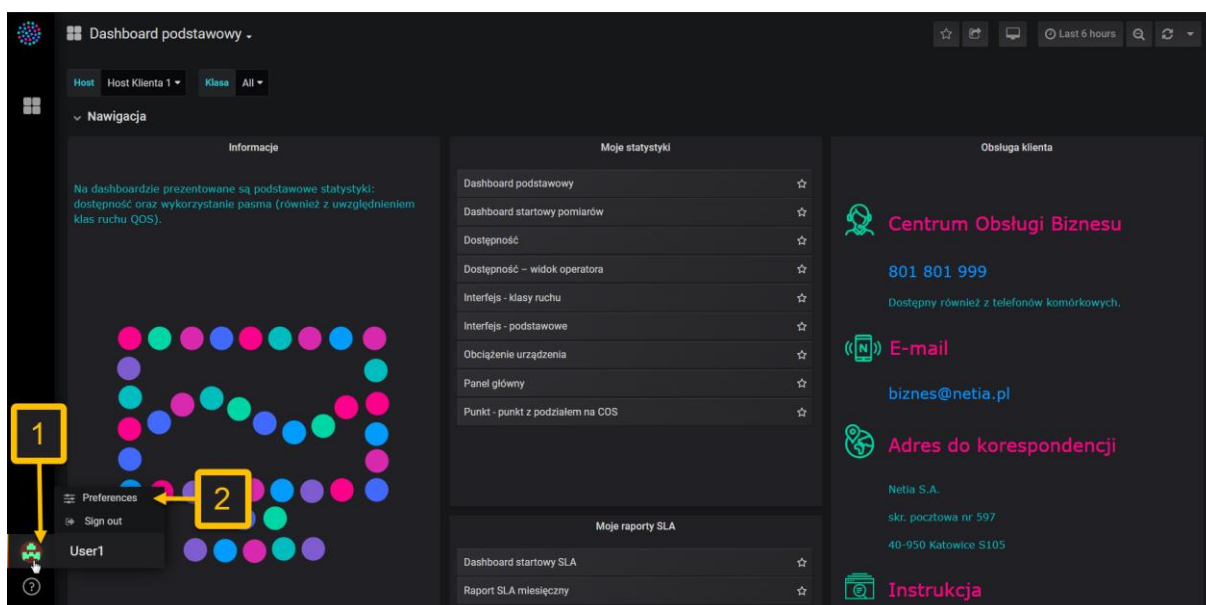 Dashboard podstawowy
Last 6 hours
Host Host Klienta 1 Klasa All
Nawigacja
Informacje
Na dashboardzie prezentowane są podstawowe statystyki:
dostępność oraz wykorzystanie pasma (również z uwzględnieniem
klas ruchu QOS).
Moje statystyki
Dashboard podstawowy
Dashboard startowy pomiarów
Dostępność
Dostępność – widok operatora
Interfejs - klasy ruchu
Interfejs - podstawowe
Obciążenie urządzenia
Panel główny
Punkt - punkt z podziałem na COS
Moje raporty SLA
Dashboard startowy SLA
Raport SLA miesięczny
Obsługa klienta
Centrum Obsługi Biznesu
801 801 999
Dostępny również z telefonów komórkowych.
N
E-mail
biznes@netia.pl
Adres do korespondencji
Netia S.A.
skr. pocztowa nr 597
40-950 Katowice S105
Instrukcja
1
2
Preferences
Sign out
User1
?